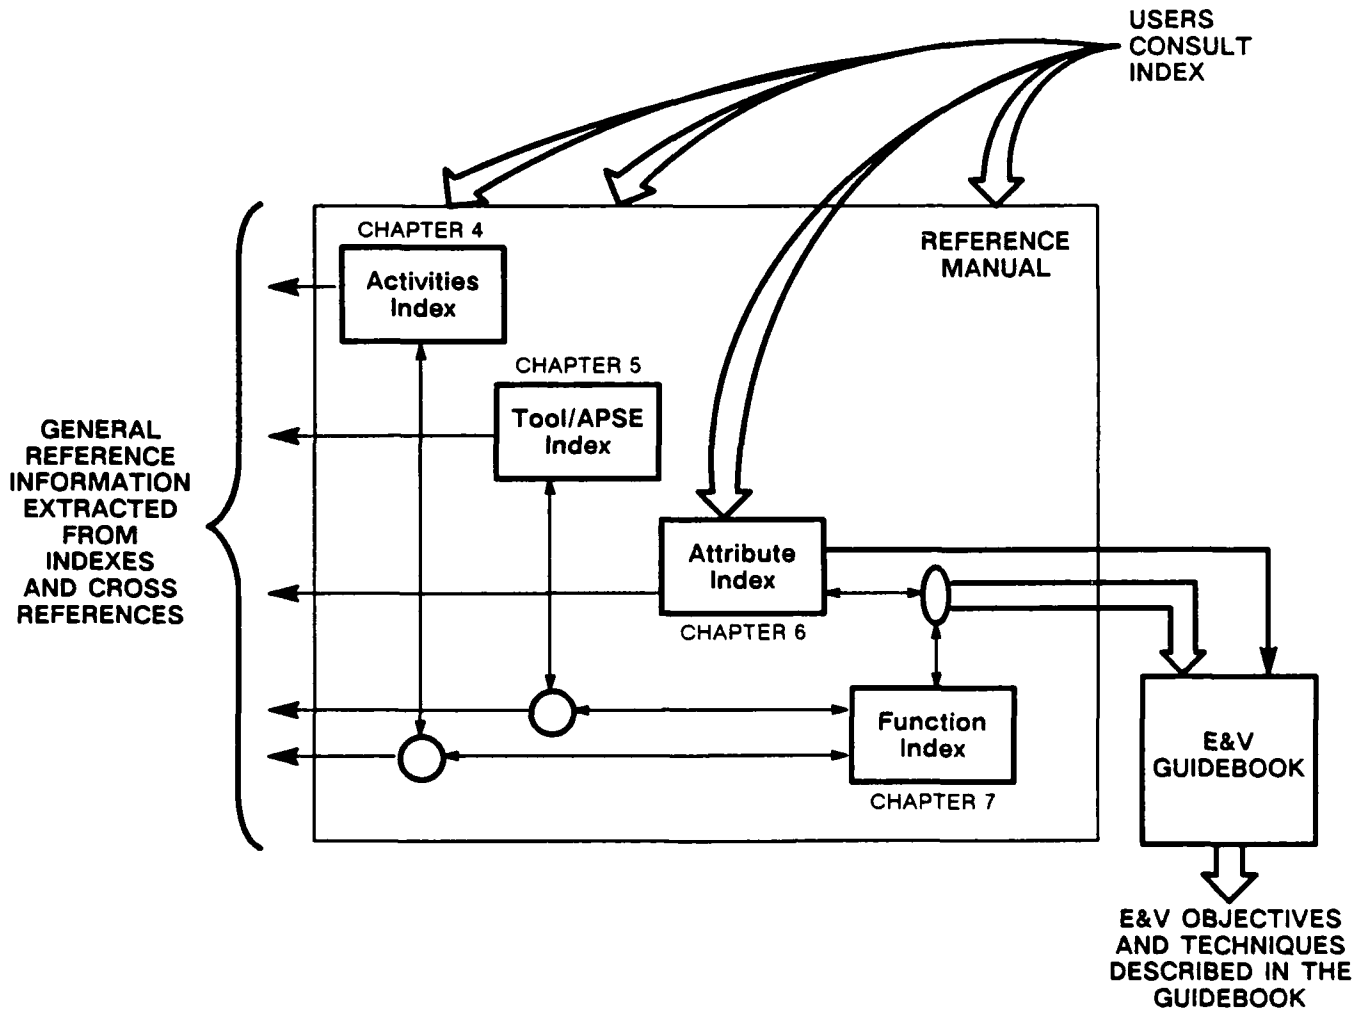 USERS
CONSULT
INDEX
CHAPTER 4
REFERENCE
MANUAL
Activities
Index
CHAPTER 5
Tool/APSE
Index
GENERAL
REFERENCE
INFORMATION
EXTRACTED
FROM
INDEXES
AND CROSS
REFERENCES
Attribute
Index
CHAPTER 6
Function
Index
CHAPTER 7
E&V
GUIDEBOOK
E&V OBJECTIVES
AND TECHNIQUES
DESCRIBED IN THE
GUIDEBOOK